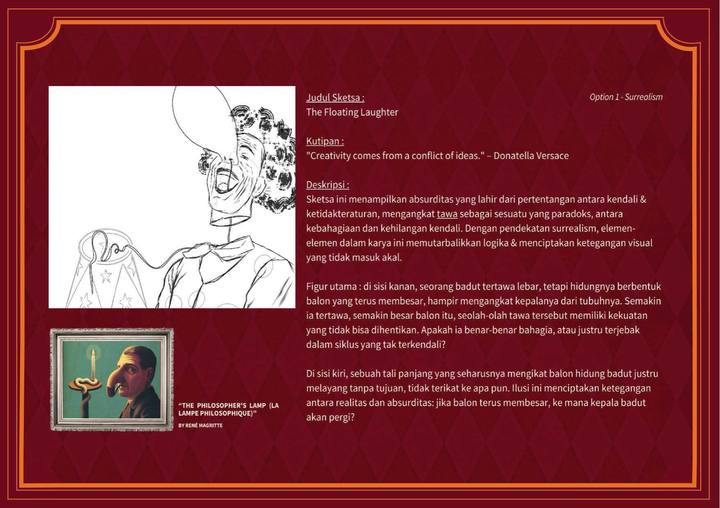 Judul Sketsa :
Option 1 - Surrealism
The Floating Laughter
Kutipan :
"Creativity comes from a conflict of ideas." – Donatella Versace
Deskripsi :
Sketsa ini menampilkan absurditas yang lahir dari pertentangan antara kendali &
ketidakteraturan, mengangkat tawa sebagai sesuatu yang paradoks, antara
kebahagiaan dan kehilangan kendali. Dengan pendekatan surrealism, elemen-
elemen dalam karya ini memutarbalikkan logika & menciptakan ketegangan visual
yang tidak masuk akal.
Figur utama : di sisi kanan, seorang badut tertawa lebar, tetapi hidungnya berbentuk
balon yang terus membesar, hampir mengangkat kepalanya dari tubuhnya. Semakin
ia tertawa, semakin besar balon itu, seolah-olah tawa tersebut memiliki kekuatan
yang tidak bisa dihentikan. Apakah ia benar-benar bahagia, atau justru terjebak
dalam siklus yang tak terkendali?
Di sisi kiri, sebuah tali panjang yang seharusnya mengikat balon hidung badut justru
melayang tanpa tujuan, tidak terikat ke apa pun. Ilusi ini menciptakan ketegangan
antara realitas dan absurditas: jika balon terus membesar, ke mana kepala badut
akan pergi?
"THE PHILOSOPHER'S LAMP (LA
LAMPE PHILOSOPHIQUE)"
BY RENÉ MAGRITTE